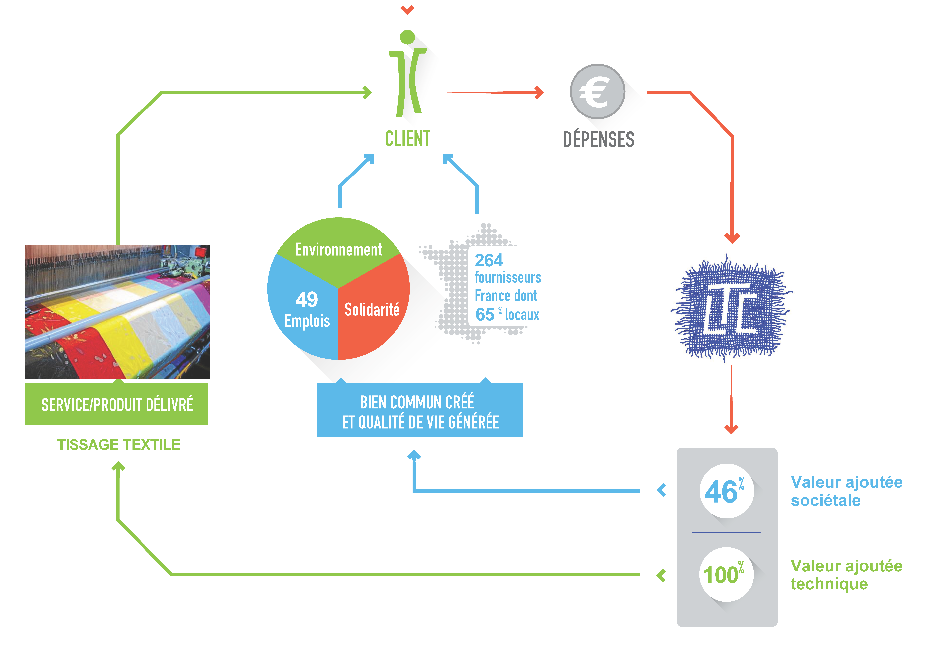 CLIENT
€
DÉPENSES
Environnement
49
Emplois
Solidarité
264
fournisseurs
France dont
65% locaux
LTC
SERVICE/PRODUIT DÉLIVRÉ
TISSAGE TEXTILE
BIEN COMMUN CRÉÉ
ET QUALITÉ DE VIE GÉNÉRÉE
46%
Valeur ajoutée
sociétale
100%
Valeur ajoutée
technique